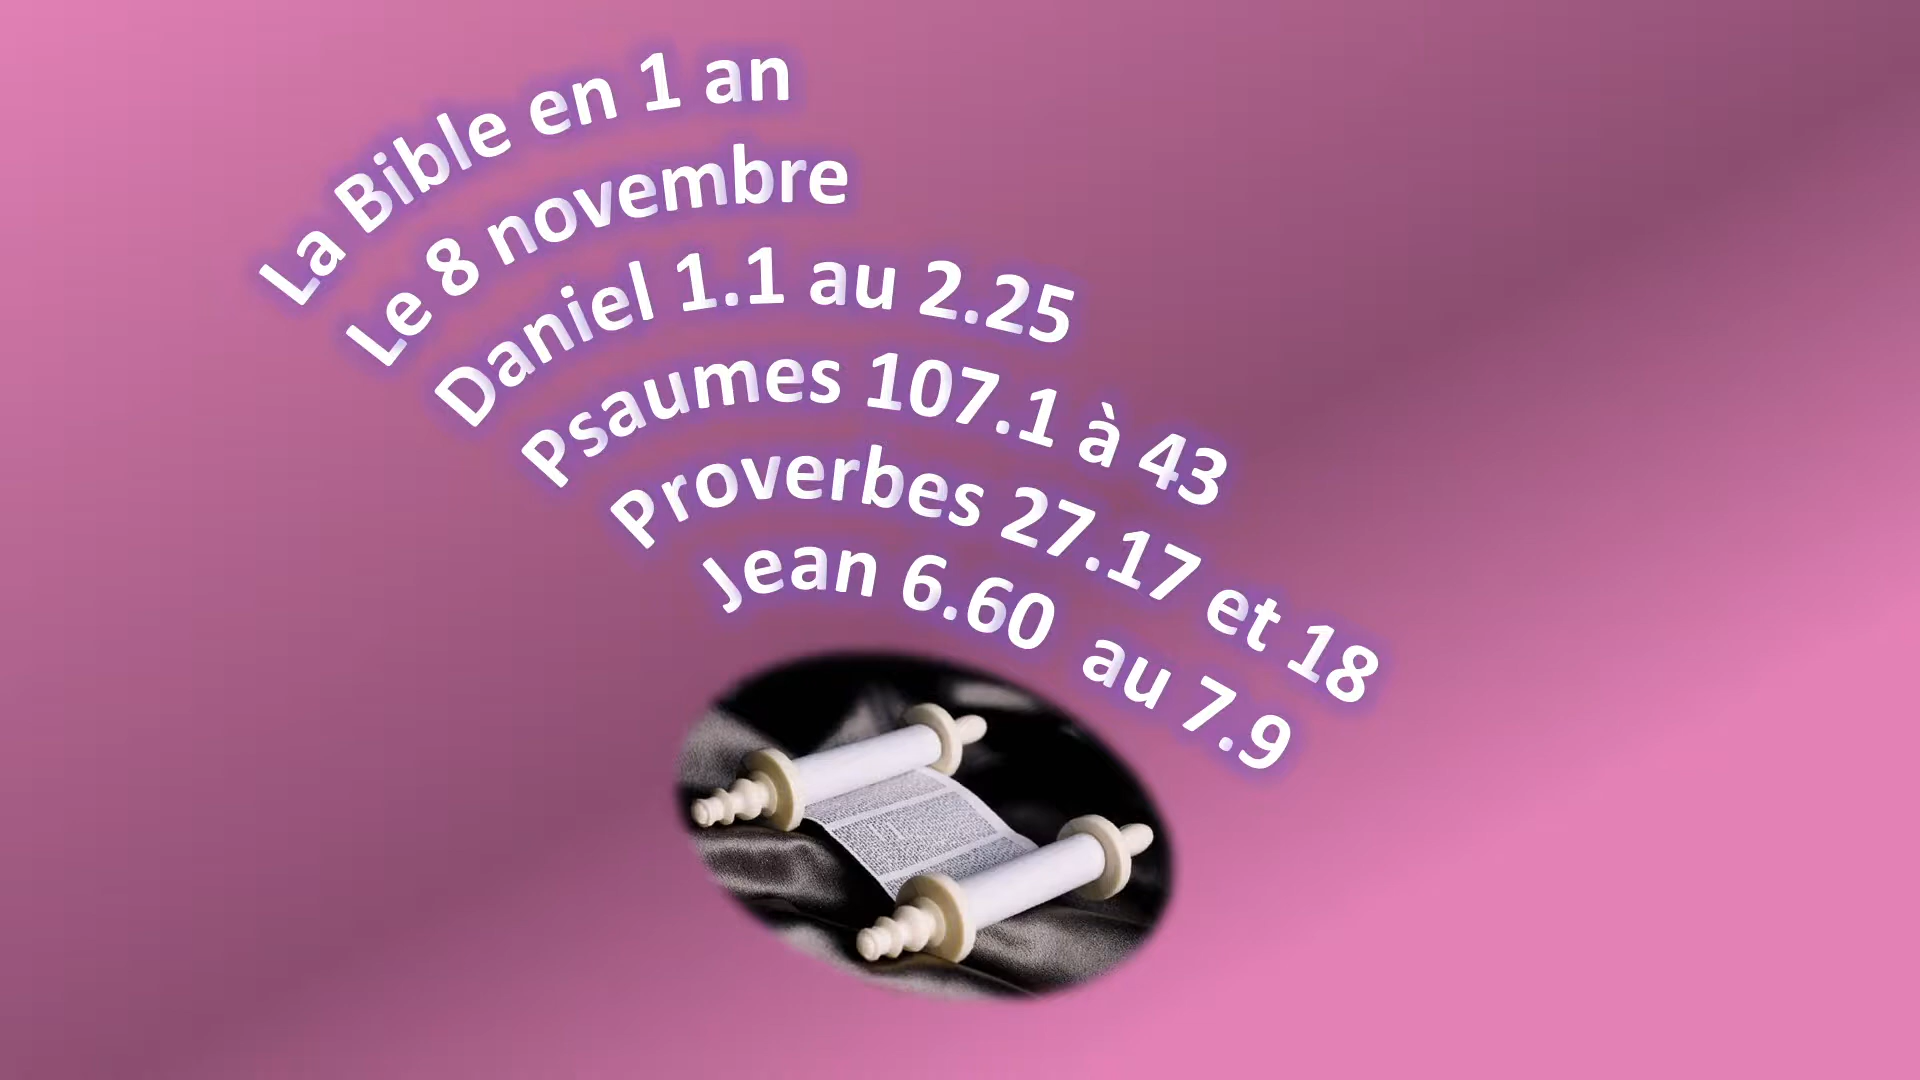 La Bible en 1 an
Le 8 novembre
Daniel 1.1 au 2.25
Psaumes 107.1 à 43
Proverbes 27.17 et 18
Jean 6.60  au 7.9